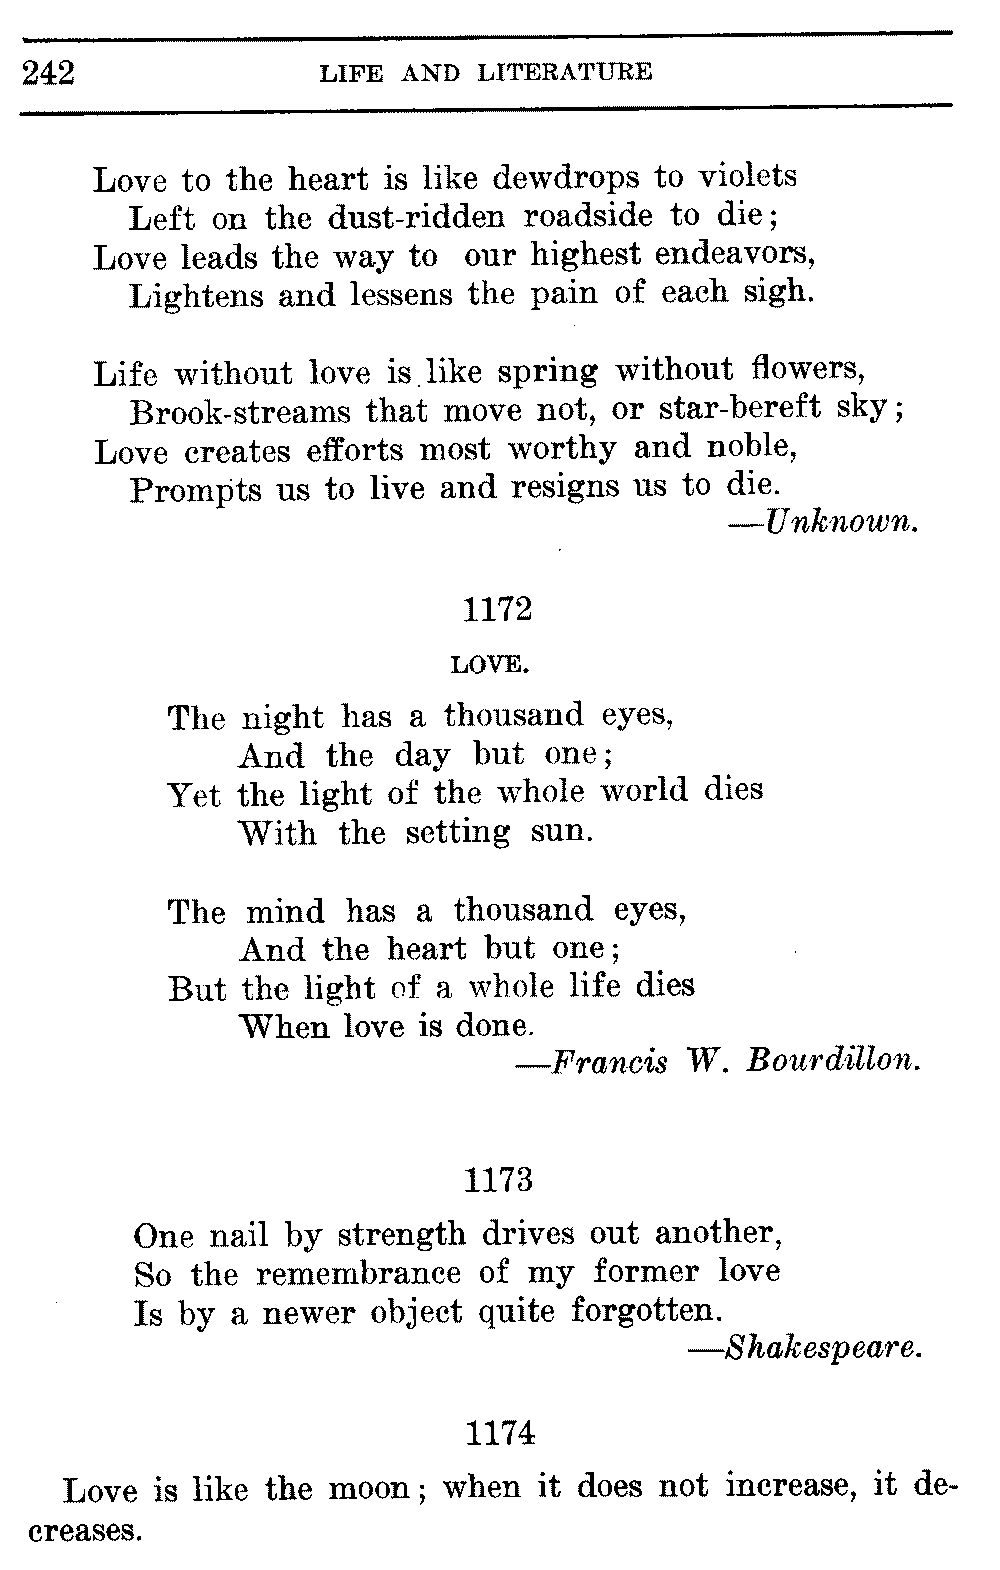 242 LIFE AND LITERATURE
Love to the heart is like dewdrops to violets
Left on the dust-ridden roadside to die;
Love leads the way to our highest endeavors,
Lightens and lessens the pain of each sigh.
Life without love is like spring without flowers,
Brook-streams that move not, or star-bereft sky;
Love creates efforts most worthy and noble,
Prompts us to live and resigns us to die.
—Unknown.
1172
LOVE.
The night has a thousand eyes,
And the day but one;
Yet the light of the whole world dies
With the setting sun.
The mind has a thousand eyes,
And the heart but one;
But the light of a whole life dies
When love is done.
—Francis W. Bourdillon.
1173
One nail by strength drives out another,
So the remembrance of my former love
Is by a newer object quite forgotten.
—Shakespeare.
1174
Love is like the moon; when it does not increase, it de-
creases.